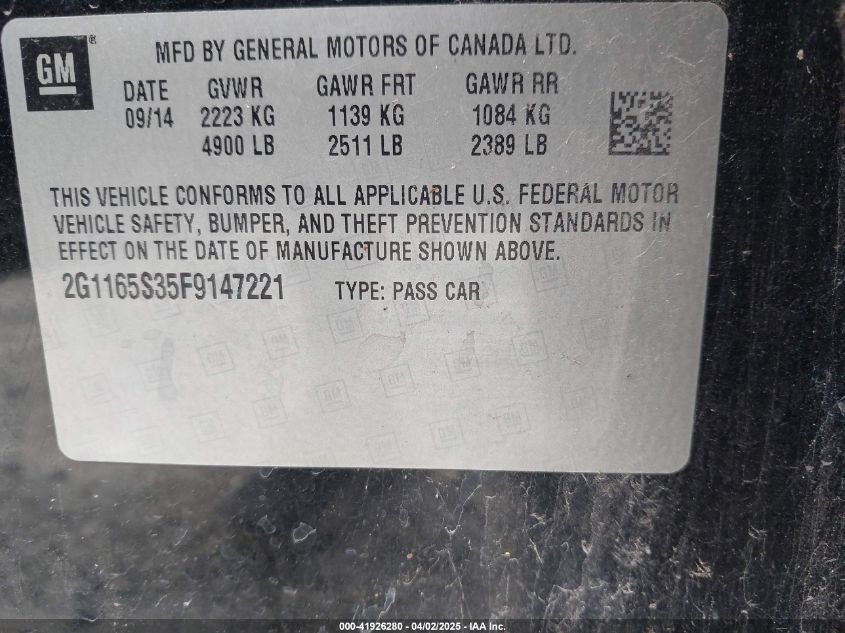 GM®
MFD BY GENERAL MOTORS OF CANADA LTD.
DATE GVWR GAWR FRT GAWR RR
09/14 2223 KG 1139 KG 1084 KG
4900 LB 2511 LB 2389 LB
THIS VEHICLE CONFORMS TO ALL APPLICABLE U.S. FEDERAL MOTOR
VEHICLE SAFETY, BUMPER, AND THEFT PREVENTION STANDARDS IN
EFFECT ON THE DATE OF MANUFACTURE SHOWN ABOVE.
2G1165S35F9147221 TYPE: PASS CAR
000-41926280 - 04/02/2025 - IAA Inc.